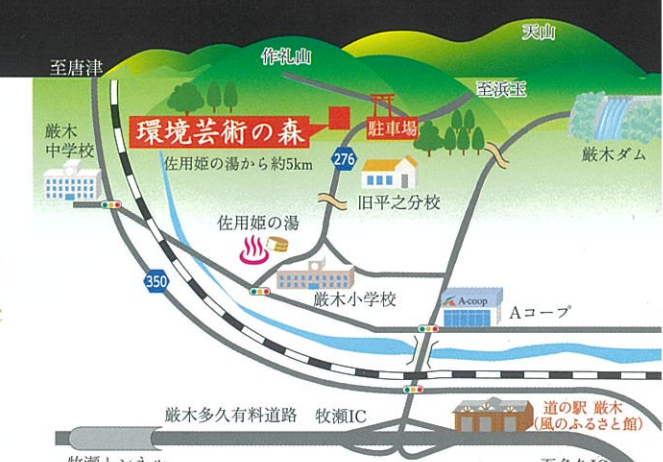 天山
作礼山
至唐津
至浜玉
環境芸術の森
駐車場
厳木
中学校
佐用姫の湯から約5km
276
厳木ダム
旧平之分校
佐用姫の湯
350
厳木小学校
A-coop
Aコープ
厳木多久有料道路
牧瀬IC
道の駅 厳木
(風のふるさと館)